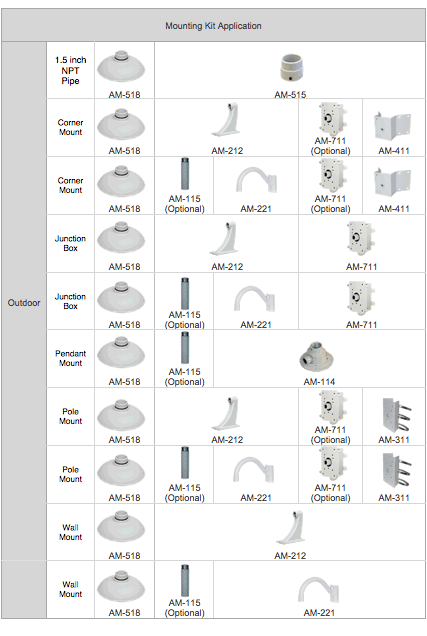 Mounting Kit Application
Outdoor
1.5 inch
NPT
Pipe
AM-518
AM-515
Corner
Mount
AM-518
AM-212
AM-711
(Optional)
AM-411
Corner
Mount
AM-518
AM-115
(Optional)
AM-221
AM-711
(Optional)
AM-411
Junction
Box
AM-518
AM-212
AM-711
Junction
Box
AM-518
AM-115
(Optional)
AM-221
AM-711
Pendant
Mount
AM-518
AM-115
(Optional)
AM-114
Pole
Mount
AM-518
AM-212
AM-711
(Optional)
AM-311
Pole
Mount
AM-518
AM-115
(Optional)
AM-221
AM-711
(Optional)
AM-311
Wall
Mount
AM-518
AM-212
Wall
Mount
AM-518
AM-115
(Optional)
AM-221